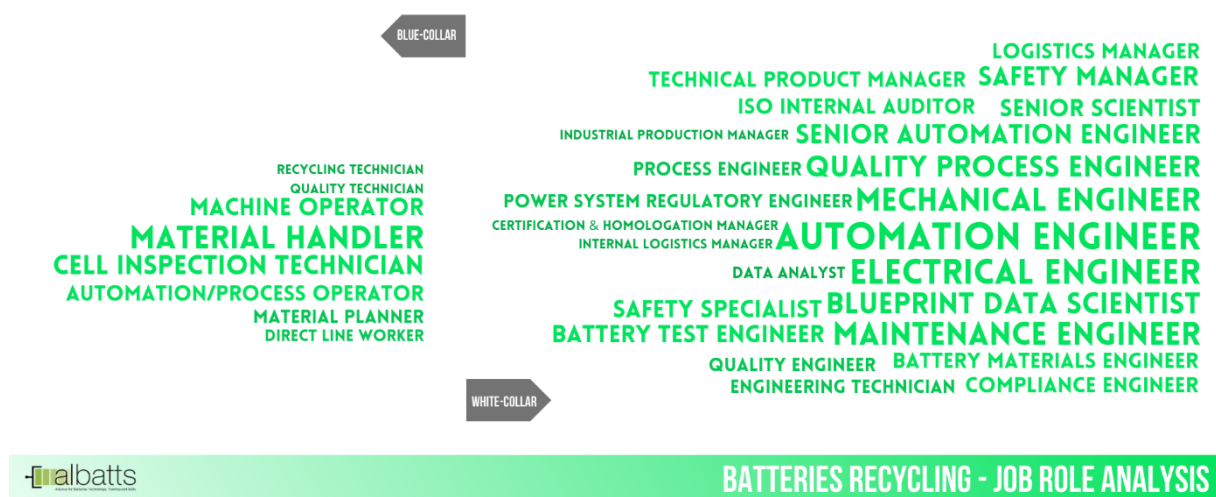 BLUE-COLLAR
RECYCLING TECHNICIAN
QUALITY TECHNICIAN
MACHINE OPERATOR
MATERIAL HANDLER
CELL INSPECTION TECHNICIAN
AUTOMATION/PROCESS OPERATOR
MATERIAL PLANNER
DIRECT LINE WORKER
LOGISTICS MANAGER
TECHNICAL PRODUCT MANAGER SAFETY MANAGER
ISO INTERNAL AUDITOR SENIOR SCIENTIST
INDUSTRIAL PRODUCTION MANAGER SENIOR AUTOMATION ENGINEER
PROCESS ENGINEER QUALITY PROCESS ENGINEER
POWER SYSTEM REGULATORY ENGINEER MECHANICAL ENGINEER
CERTIFICATION & HOMOLOGATION MANAGER
INTERNAL LOGISTICS MANAGER AUTOMATION ENGINEER
DATA ANALYST ELECTRICAL ENGINEER
SAFETY SPECIALIST BLUEPRINT DATA SCIENTIST
BATTERY TEST ENGINEER MAINTENANCE ENGINEER
QUALITY ENGINEER BATTERY MATERIALS ENGINEER
ENGINEERING TECHNICIAN COMPLIANCE ENGINEER
WHITE-COLLAR
albatts
BATTERIES RECYCLING - JOB ROLE ANALYSIS